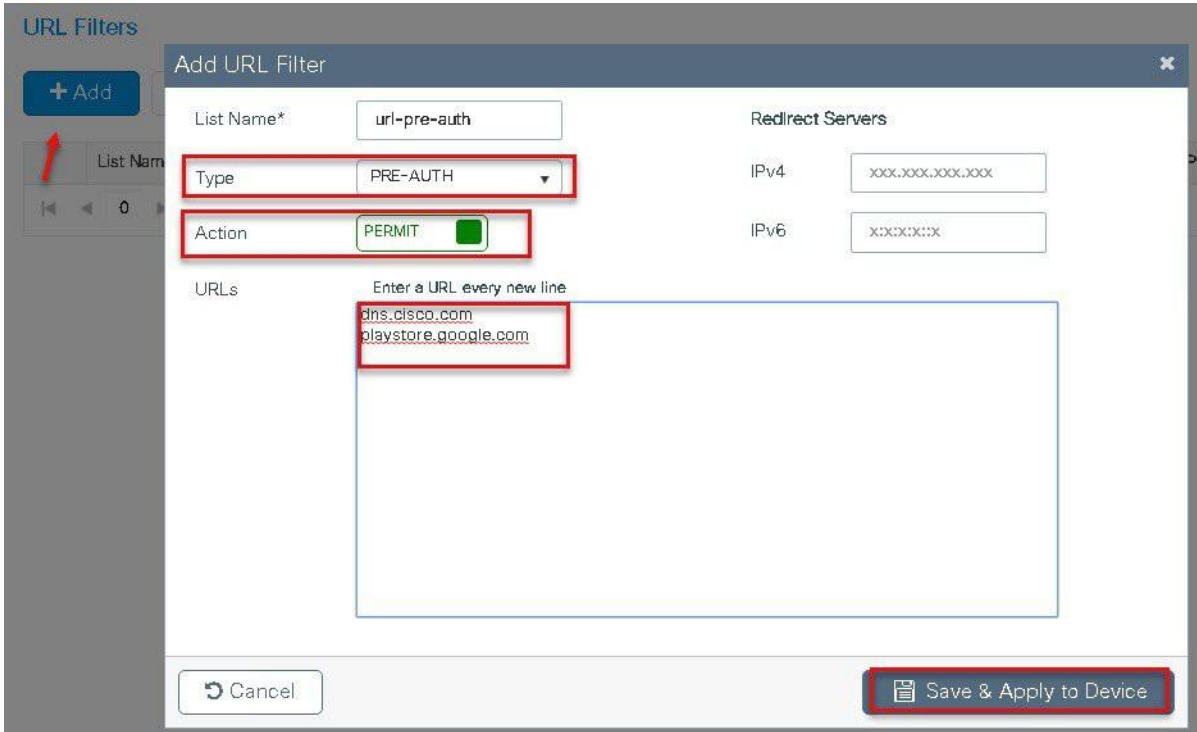 URL Filters
Add URL Filter
Add
List Name* url-pre-auth Redirect Servers
List Nam
Type PRE-AUTH IPv4 xxx.xxx.xxx.xxx
0
Action PERMIT IPv6 x:x:x:x::x
URLs Enter a URL every new line
dns.cisco.com
playstore.google.com
Cancel Save & Apply to Device